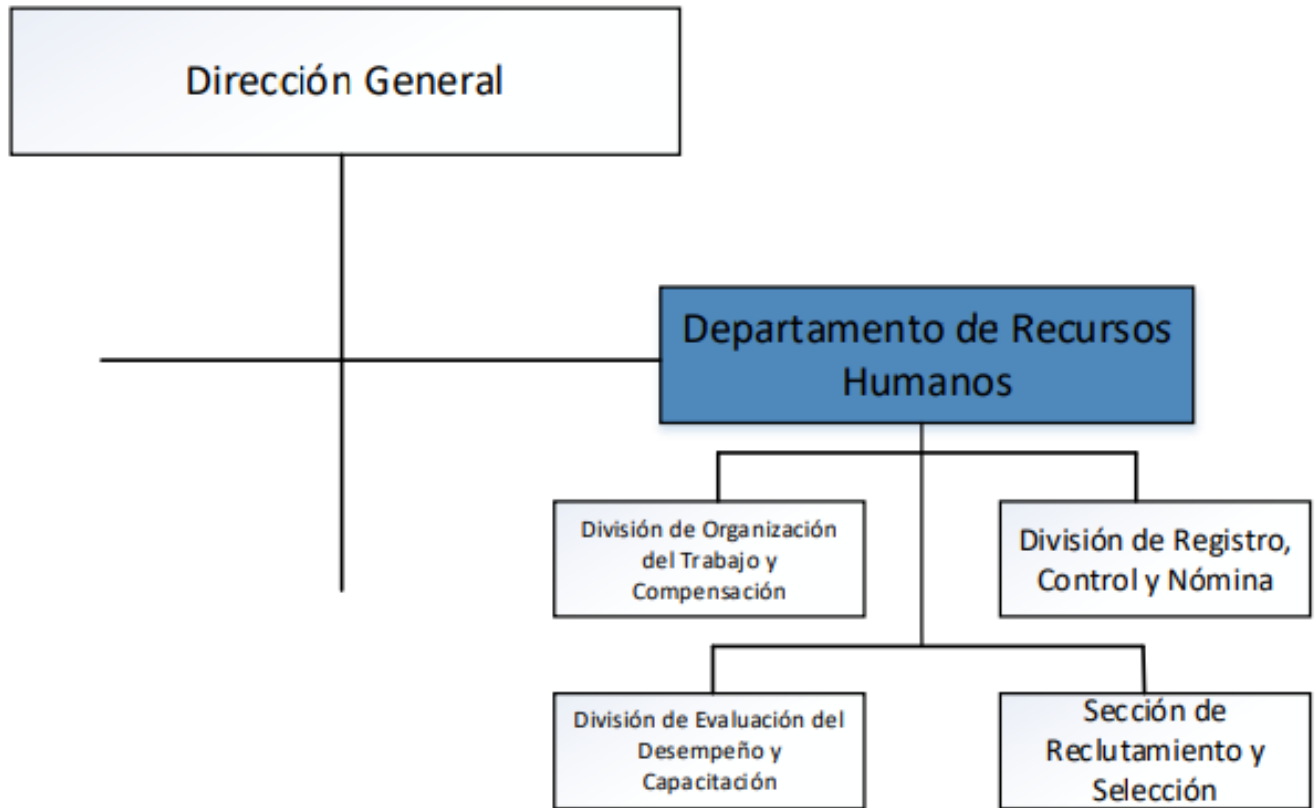 Dirección General
Departamento de Recursos
Humanos
División de Organización
del Trabajo y
Compensación
División de Registro,
Control y Nómina
División de Evaluación del
Desempeño y
Capacitación
Sección de
Reclutamiento y
Selección